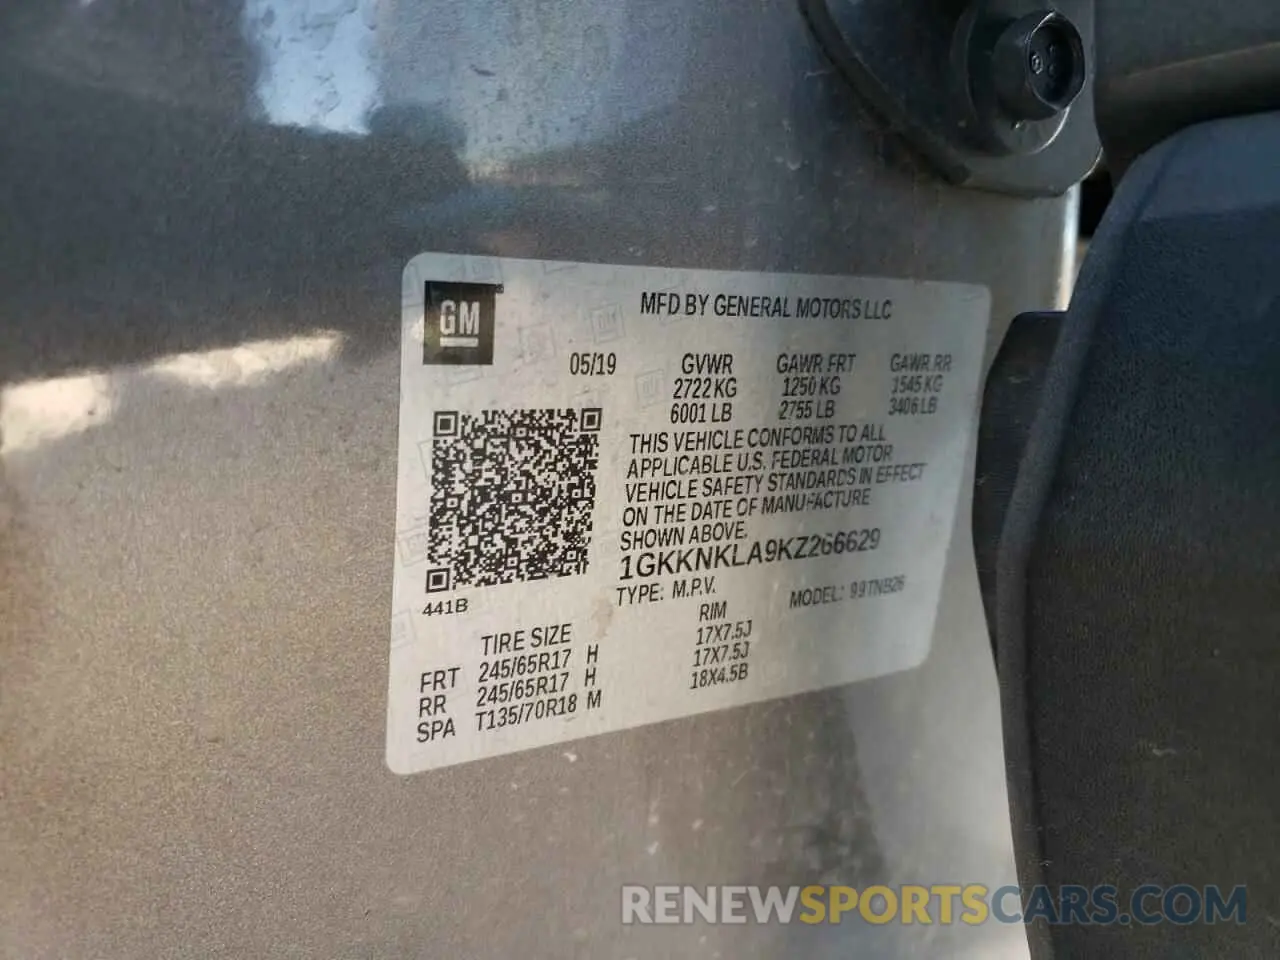 GM
MFD BY GENERAL MOTORS LLC
05/19 GVWR GAWR FRT GAWR RR
2722 KG 1250 KG 1545 KG
6001 LB 2755 LB 3406 LB
THIS VEHICLE CONFORMS TO ALL
APPLICABLE U.S. FEDERAL MOTOR
VEHICLE SAFETY STANDARDS IN EFFECT
ON THE DATE OF MANUFACTURE
SHOWN ABOVE.
1GKKNKLA9KZ266629
TYPE: M.P.V. MODEL: 99TNB26
441B
TIRE SIZE RIM
FRT 245/65R17 H 17X7.5J
RR 245/65R17 H 17X7.5J
SPA T135/70R18 M 18X4.5B
RENEWSPORTSCARS.COM